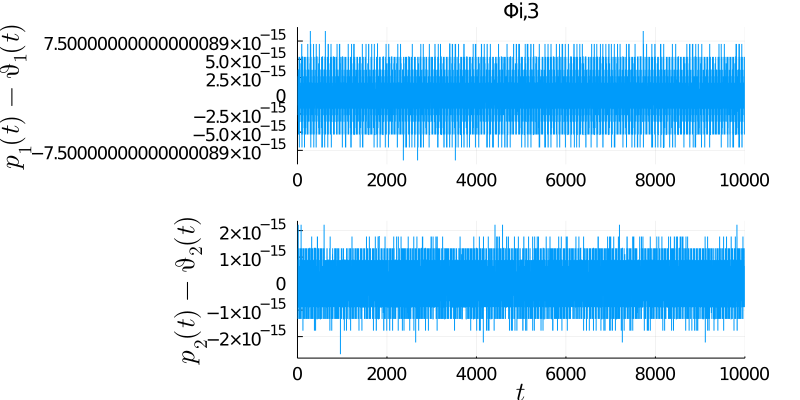 Φi,3
p₁(t) − ϑ₁(t)
7.500000000000000089×10⁻¹⁵
5.0×10⁻¹⁵
2.5×10⁻¹⁵
0
−2.5×10⁻¹⁵
−5.0×10⁻¹⁵
−7.500000000000000089×10⁻¹⁵
0 2000 4000 6000 8000 10000
p₂(t) − ϑ₂(t)
2×10⁻¹⁵
1×10⁻¹⁵
0
−1×10⁻¹⁵
−2×10⁻¹⁵
0 2000 4000 6000 8000 10000
t